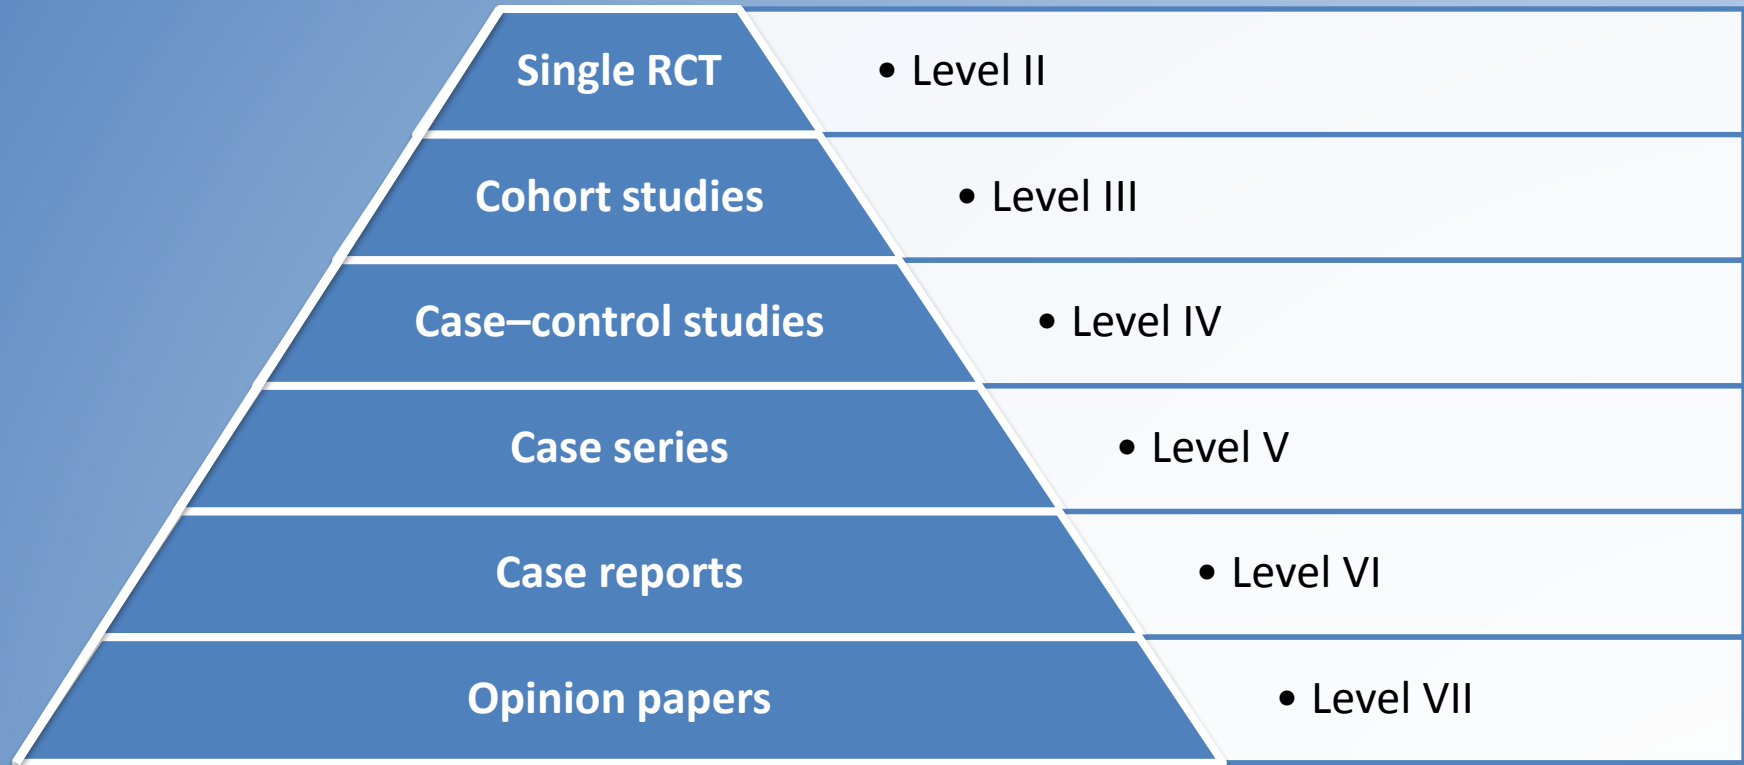 Single RCT
• Level II
Cohort studies
• Level III
Case–control studies
• Level IV
Case series
• Level V
Case reports
• Level VI
Opinion papers
• Level VII